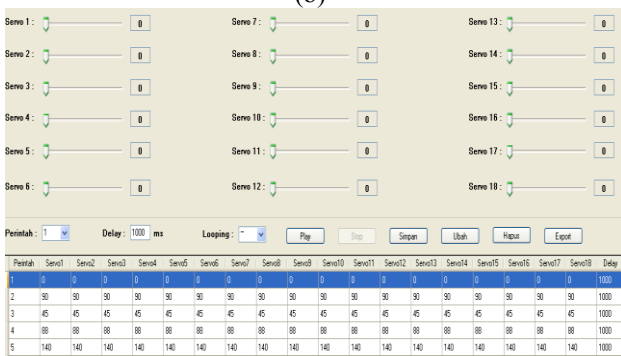 (b)
Servo 1 : 0 Servo 7 : 0 Servo 13 : 0
Servo 2 : 0 Servo 8 : 0 Servo 14 : 0
Servo 3 : 0 Servo 9 : 0 Servo 15 : 0
Servo 4 : 0 Servo 10 : 0 Servo 16 : 0
Servo 5 : 0 Servo 11 : 0 Servo 17 : 0
Servo 6 : 0 Servo 12 : 0 Servo 18 : 0
Perintah : 1 Delay : 1000 ms Looping : - Play Stop Simpan Ubah Hapus Export
Perintah Servo1 Servo2 Servo3 Servo4 Servo5 Servo6 Servo7 Servo8 Servo9 Servo10 Servo11 Servo12 Servo13 Servo14 Servo15 Servo16 Servo17 Servo18 Delay
1 0 0 0 0 0 0 0 0 0 0 0 0 0 0 0 0 0 0 1000
2 90 90 90 90 90 90 90 90 90 90 90 90 90 90 90 90 90 90 1000
3 45 45 45 45 45 45 45 45 45 45 45 45 45 45 45 45 45 45 1000
4 88 88 88 88 88 88 88 88 88 88 88 88 88 88 88 88 88 88 1000
5 140 140 140 140 140 140 140 140 140 140 140 140 140 140 140 140 140 140 1000